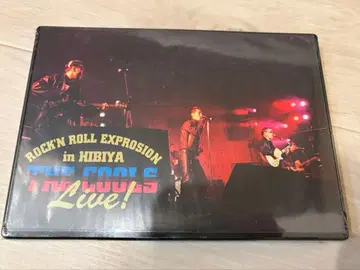 ROCK'N ROLL EXPROSION
in HIBIYA
THE COOLS
Live!